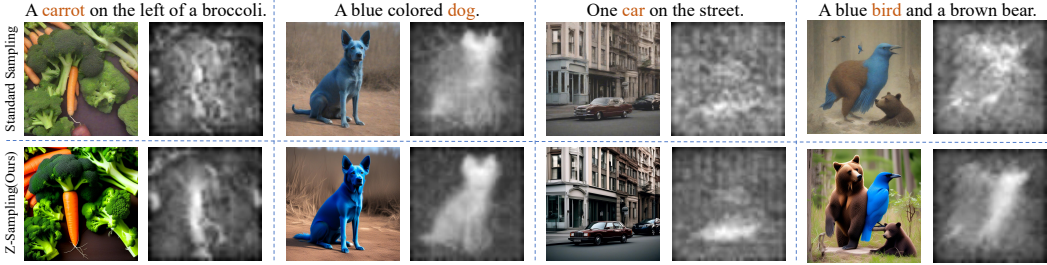 A carrot on the left of a broccoli.
A blue colored dog.
One car on the street.
A blue bird and a brown bear.
Standard Sampling
Z-Sampling(Ours)